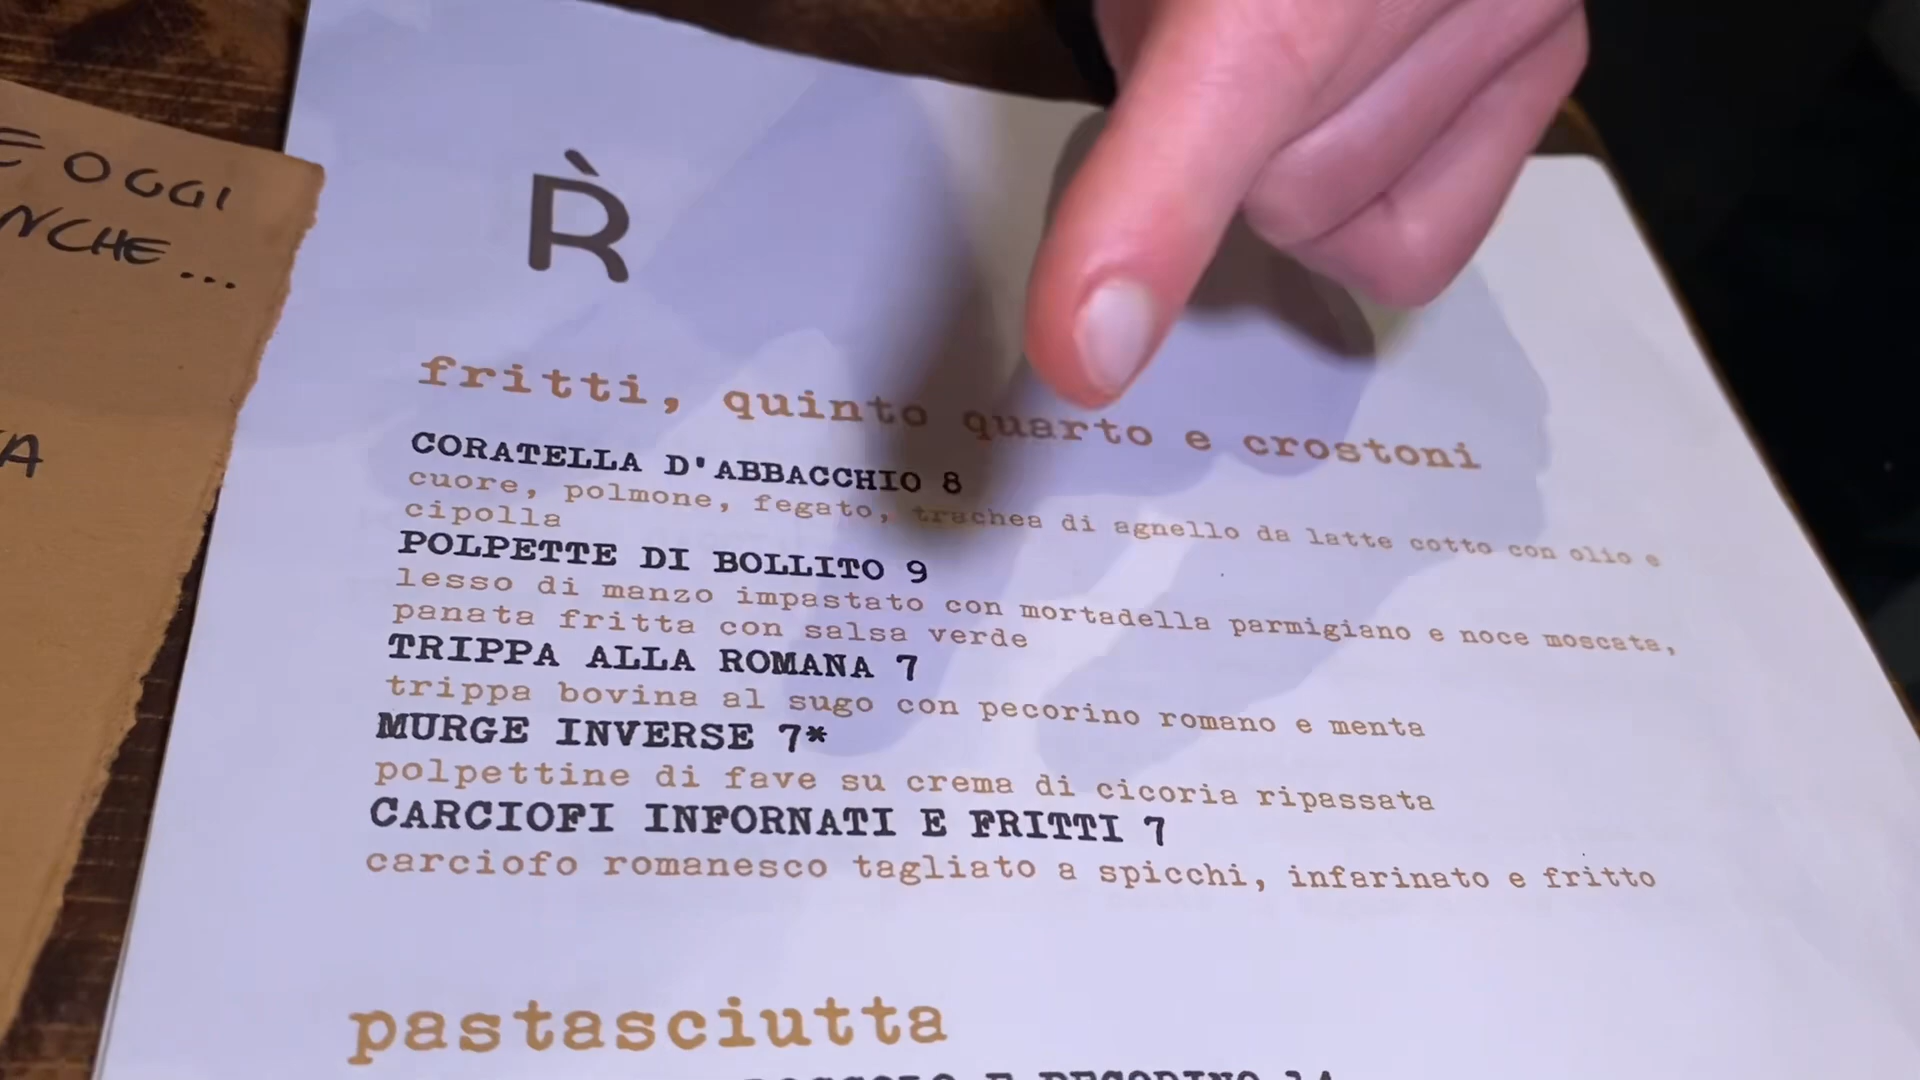 OGGI
NCHE...
À
R
fritti, quinto quarto e crostoni
CORATELLA D'ABBACCHIO 8
cuore, polmone, fegato, trachea di agnello da latte cotto con olio e
cipolla
POLPETTE DI BOLLITO 9
lesso di manzo impastato con mortadella parmigiano e noce moscata,
panata fritta con salsa verde
TRIPPA ALLA ROMANA 7
trippa bovina al sugo con pecorino romano e menta
MURGE INVERSE 7*
polpettine di fave su crema di cicoria ripassata
CARCIOFI INFORNATI E FRITTI 7
carciofo romanesco tagliato a spicchi, infarinato e fritto
pastasciutta